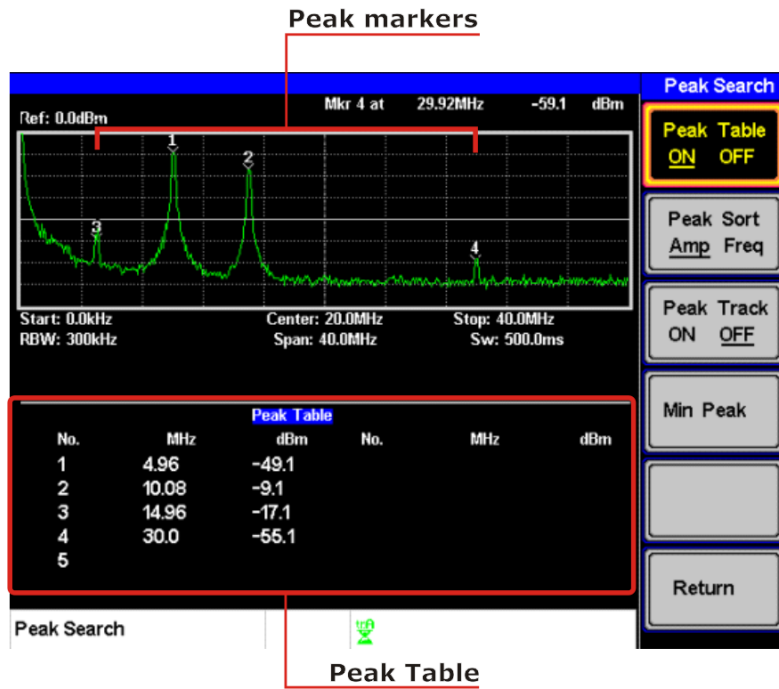 Peak markers
Peak Search
Mkr 4 at 29.92MHz -59.1 dBm
Ref: 0.0dBm
1
2
3
4
Peak Table
ON OFF
Peak Sort
Amp Freq
Start: 0.0kHz Center: 20.0MHz Stop: 40.0MHz
RBW: 300kHz Span: 40.0MHz Sw: 500.0ms
Peak Track
ON OFF
Min Peak
Peak Table
No. MHz dBm No. MHz dBm
1 4.96 -49.1
2 10.08 -9.1
3 14.96 -17.1
4 30.0 -55.1
5
Return
Peak Search
trA
Peak Table